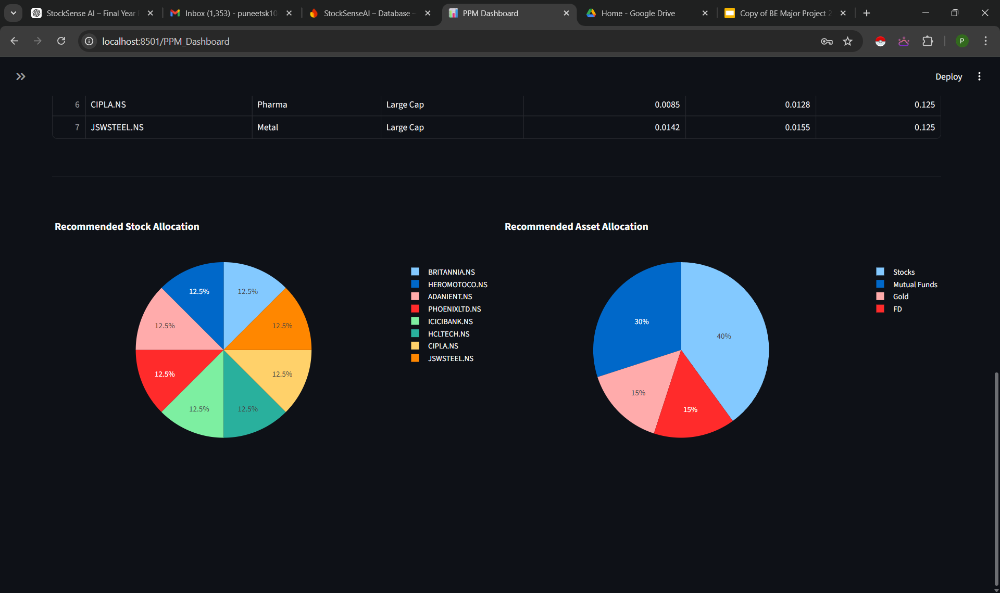 StockSense AI – Final Year
Inbox (1,353) - puneetsk10
StockSenseAI – Database –
PPM Dashboard
Home - Google Drive
Copy of BE Major Project 2
localhost:8501/PPM_Dashboard
P
Deploy
6 CIPLA.NS Pharma Large Cap 0.0085 0.0128 0.125
7 JSWSTEEL.NS Metal Large Cap 0.0142 0.0155 0.125
Recommended Stock Allocation
12.5% 12.5%
12.5% 12.5%
12.5% 12.5%
12.5% 12.5%
BRITANNIA.NS
HEROMOTOCO.NS
ADANIENT.NS
PHOENIXLTD.NS
ICICIBANK.NS
HCLTECH.NS
CIPLA.NS
JSWSTEEL.NS
Recommended Asset Allocation
30%
40%
15%
15%
Stocks
Mutual Funds
Gold
FD